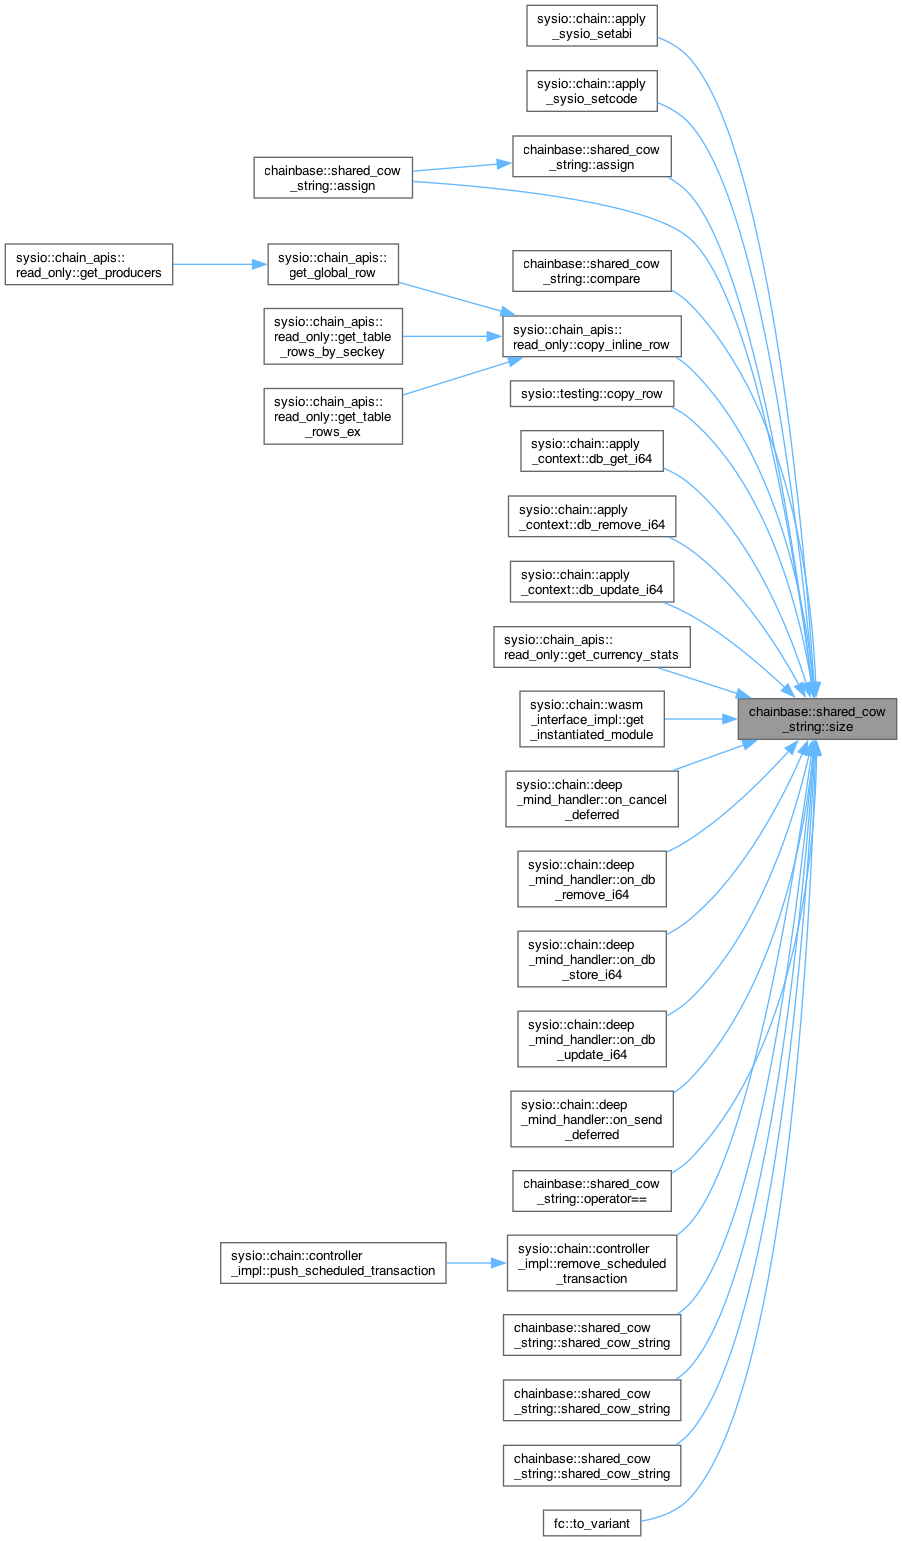 sysio::chain::apply
_sysio_setabi
sysio::chain::apply
_sysio_setcode
chainbase::shared_cow
_string::assign
chainbase::shared_cow
_string::assign
sysio::chain_apis::
read_only::get_producers
sysio::chain_apis::
get_global_row
chainbase::shared_cow
_string::compare
sysio::chain_apis::
read_only::get_table
_rows_by_seckey
sysio::chain_apis::
read_only::copy_inline_row
sysio::chain_apis::
read_only::get_table
_rows_ex
sysio::testing::copy_row
sysio::chain::apply
_context::db_get_i64
sysio::chain::apply
_context::db_remove_i64
sysio::chain::apply
_context::db_update_i64
sysio::chain_apis::
read_only::get_currency_stats
sysio::chain::wasm
_interface_impl::get
_instantiated_module
chainbase::shared_cow
_string::size
sysio::chain::deep
_mind_handler::on_cancel
_deferred
sysio::chain::deep
_mind_handler::on_db
_remove_i64
sysio::chain::deep
_mind_handler::on_db
_store_i64
sysio::chain::deep
_mind_handler::on_db
_update_i64
sysio::chain::deep
_mind_handler::on_send
_deferred
chainbase::shared_cow
_string::operator==
sysio::chain::controller
_impl::push_scheduled_transaction
sysio::chain::controller
_impl::remove_scheduled
_transaction
chainbase::shared_cow
_string::shared_cow_string
chainbase::shared_cow
_string::shared_cow_string
chainbase::shared_cow
_string::shared_cow_string
fc::to_variant